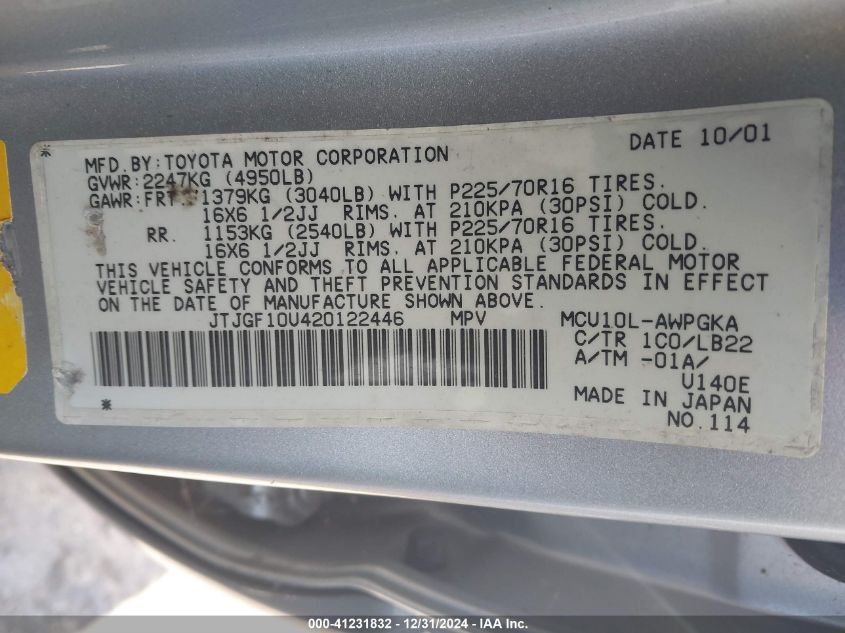 DATE 10/01
MFD.BY:TOYOTA MOTOR CORPORATION
GVWR:2247KG (4950LB)
GAWR:FRT 1379KG (3040LB) WITH P225/70R16 TIRES.
16X6 1/2JJ RIMS. AT 210KPA (30PSI) COLD.
RR. 1153KG (2540LB) WITH P225/70R16 TIRES.
16X6 1/2JJ RIMS. AT 210KPA (30PSI) COLD.
THIS VEHICLE CONFORMS TO ALL APPLICABLE FEDERAL MOTOR
VEHICLE SAFETY AND THEFT PREVENTION STANDARDS IN EFFECT
ON THE DATE OF MANUFACTURE SHOWN ABOVE.
JTJGF10U420122446 MPV MCU10L-AWPGKA
C/TR 1C0/LB22
A/TM -01A/
U140E
MADE IN JAPAN
NO.114
000-41231832 - 12/31/2024 - IAA Inc.